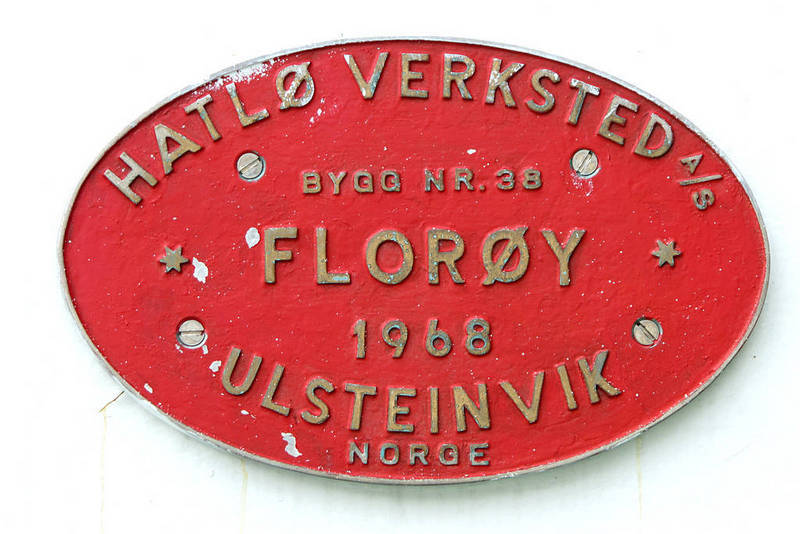 HATLØ VERKSTED A/S
BYGG NR. 38
FLORØY
1968
ULSTEINVIK
NORGE